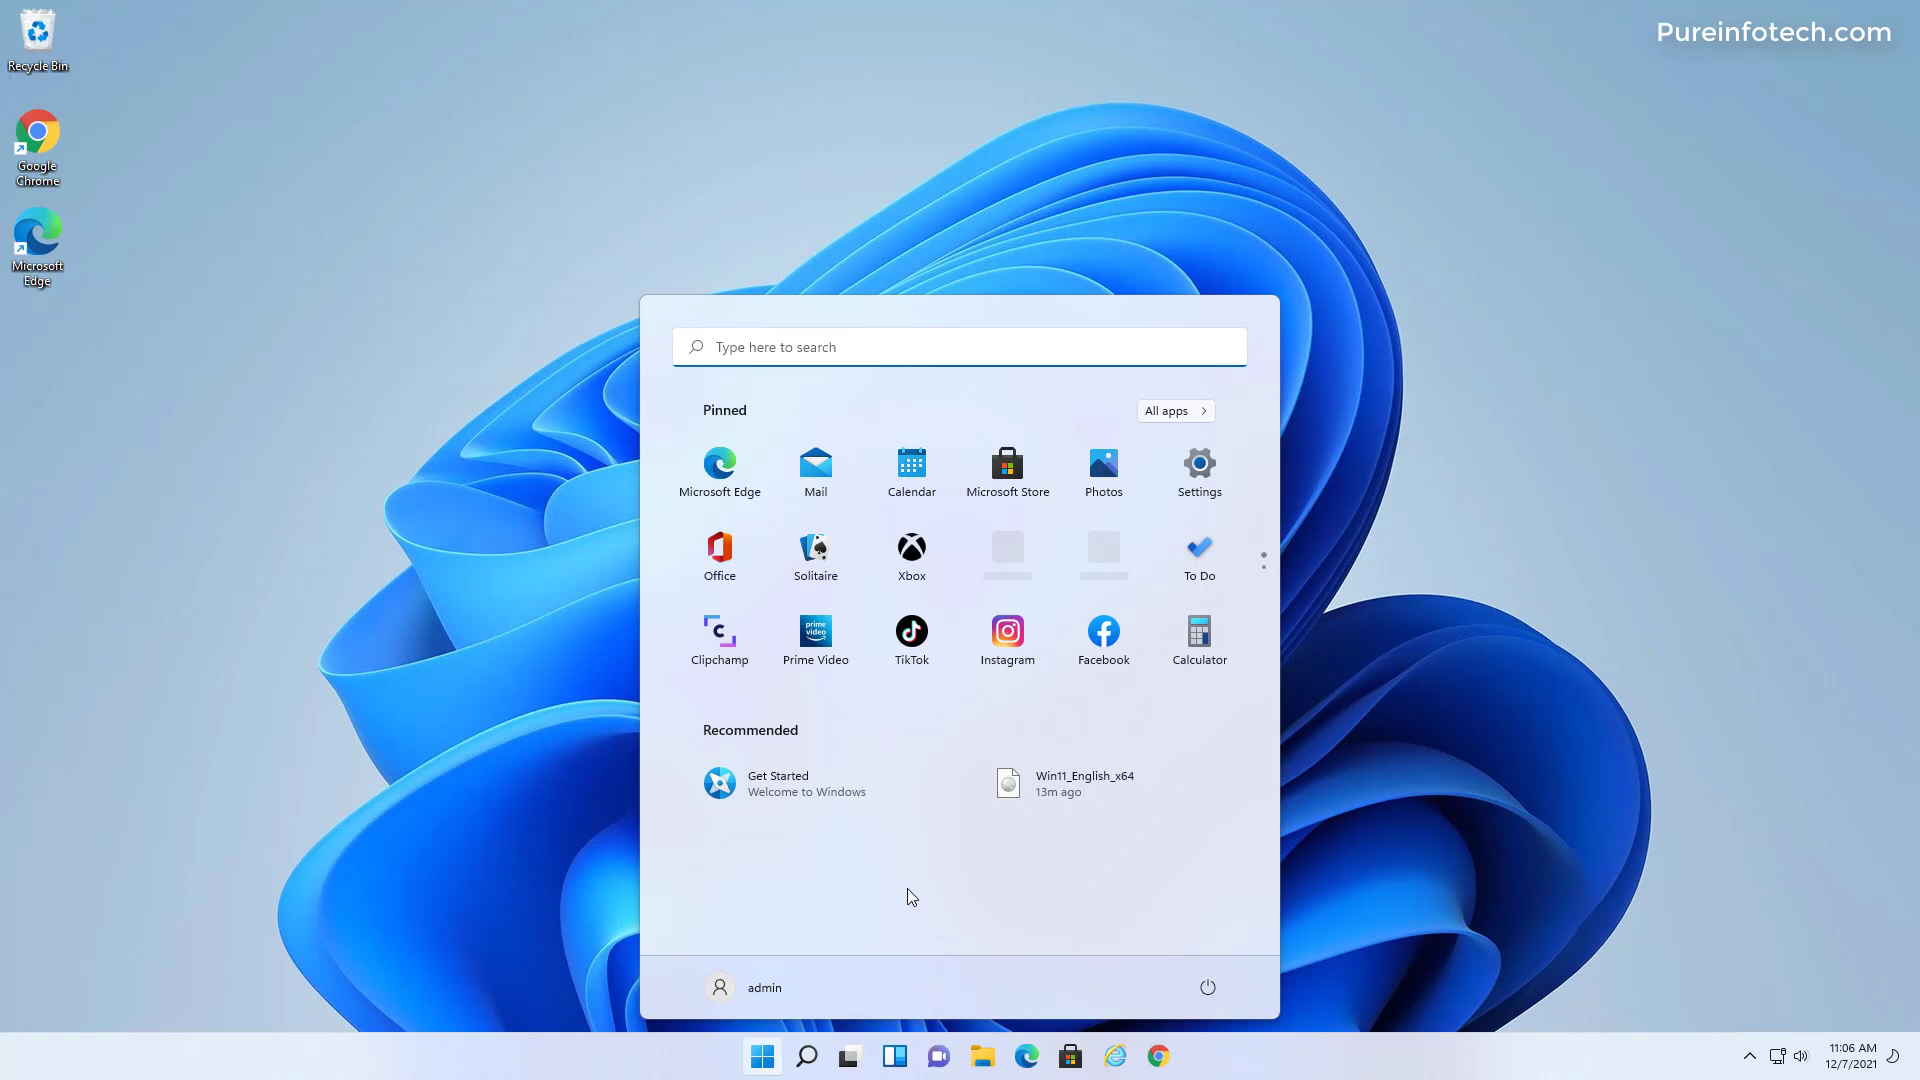 Pureinfotech.com
Recycle Bin
Google
Chrome
Microsoft
Edge
Type here to search
Pinned
All apps
Microsoft Edge
Mail
Calendar
Microsoft Store
Photos
Settings
Office
Solitaire
Xbox
To Do
Clipchamp
prime
video
Prime Video
TikTok
Instagram
Facebook
Calculator
Recommended
Get Started
Welcome to Windows
Win11_English_x64
13m ago
admin
11:06 AM
12/7/2021